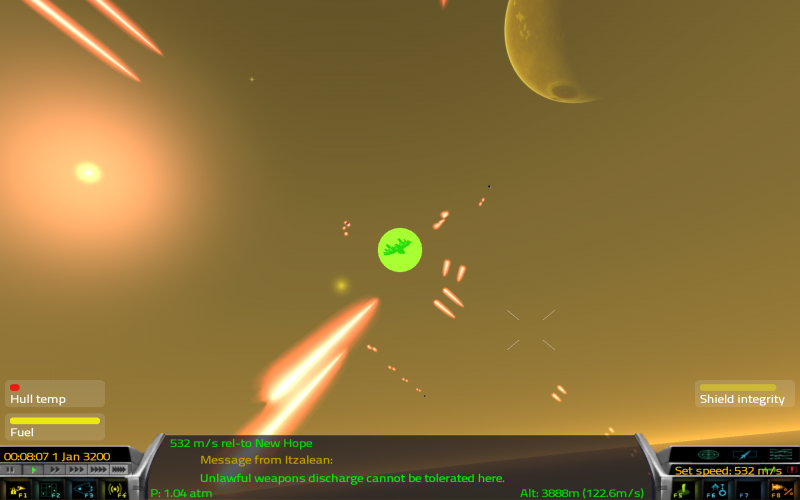 Hull temp
Shield integrity
Fuel
532 m/s rel-to New Hope
00:08:07 1 Jan 3200
Message from Itzalean:
Set speed: 532 m/s
Unlawful weapons discharge cannot be tolerated here.
P: 1.04 atm
Alt: 3888m (122.6m/s)
F1 F2 F3 F4
F5 F6 F7 F8